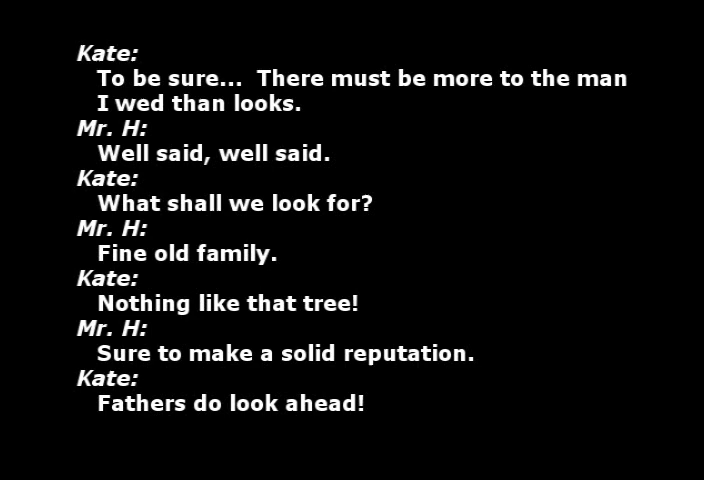 Kate:
To be sure...  There must be more to the man
I wed than looks.
Mr. H:
Well said, well said.
Kate:
What shall we look for?
Mr. H:
Fine old family.
Kate:
Nothing like that tree!
Mr. H:
Sure to make a solid reputation.
Kate:
Fathers do look ahead!